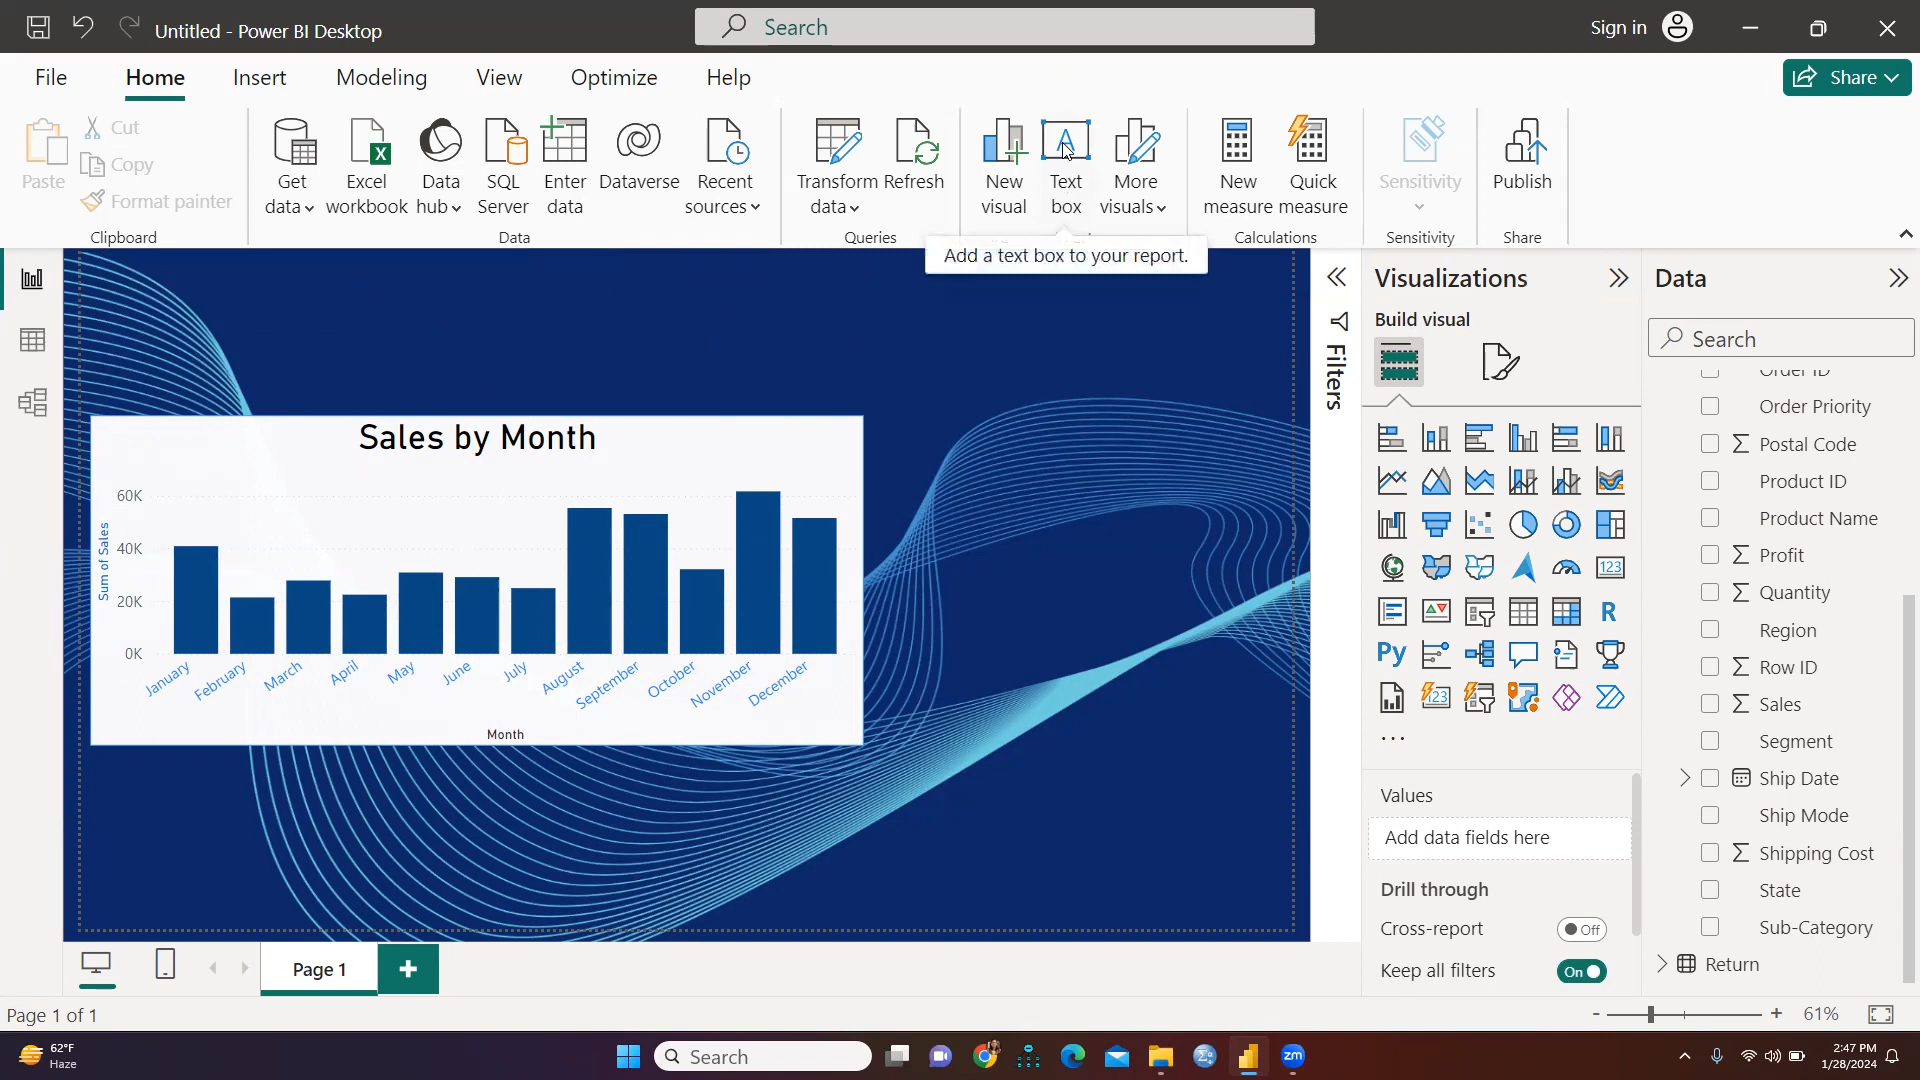 Untitled - Power BI Desktop
Search
Sign in
File
Home
Insert
Modeling
View
Optimize
Help
Share
Paste
Cut
Copy
Format painter
Clipboard
Get data
Excel workbook
Data hub
SQL Server
Enter data
Dataverse
Recent sources
Data
Transform data
Refresh
Queries
New visual
Text box
More visuals
Add a text box to your report.
New measure
Quick measure
Calculations
Sensitivity
Sensitivity
Publish
Share
Sales by Month
Sum of Sales
60K
40K
20K
0K
January
February
March
April
May
June
July
August
September
October
November
December
Month
Filters
Visualizations
Build visual
123
R
Py
123
...
Values
Add data fields here
Drill through
Cross-report
Off
Keep all filters
On
Data
Search
Order ID
Order Priority
Postal Code
Product ID
Product Name
Profit
Quantity
Region
Row ID
Sales
Segment
Ship Date
Ship Mode
Shipping Cost
State
Sub-Category
Return
Page 1
Page 1 of 1
- + 61%
62°F
Haze
Search
zm
2:47 PM
1/28/2024